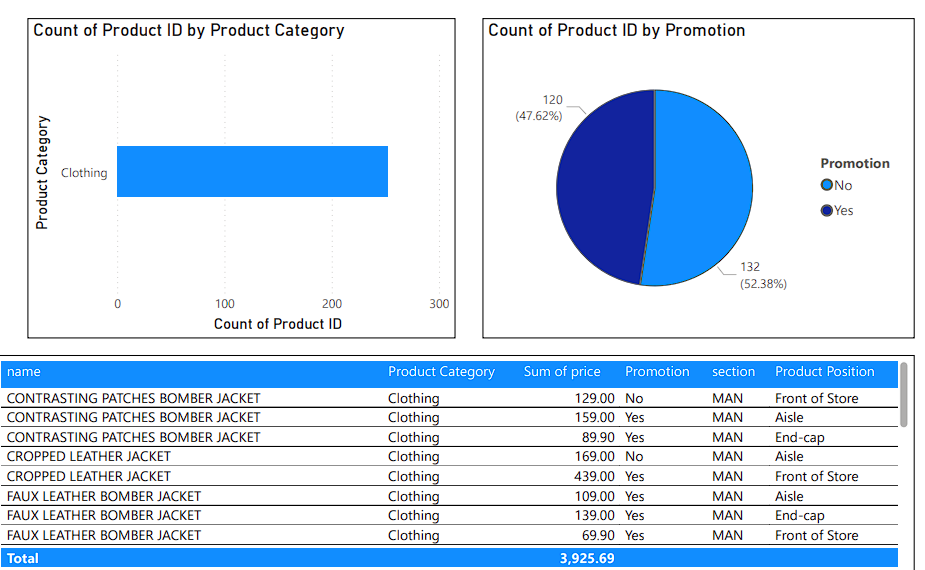 Count of Product ID by Product Category
Product Category
Clothing
0 100 200 300
Count of Product ID
Count of Product ID by Promotion
120
(47.62%)
132
(52.38%)
Promotion
No
Yes
name Product Category Sum of price Promotion section Product Position
CONTRASTING PATCHES BOMBER JACKET Clothing 129.00 No MAN Front of Store
CONTRASTING PATCHES BOMBER JACKET Clothing 159.00 Yes MAN Aisle
CONTRASTING PATCHES BOMBER JACKET Clothing 89.90 Yes MAN End-cap
CROPPED LEATHER JACKET Clothing 169.00 No MAN Aisle
CROPPED LEATHER JACKET Clothing 439.00 Yes MAN Front of Store
FAUX LEATHER BOMBER JACKET Clothing 109.00 Yes MAN Aisle
FAUX LEATHER BOMBER JACKET Clothing 139.00 Yes MAN End-cap
FAUX LEATHER BOMBER JACKET Clothing 69.90 Yes MAN Front of Store
Total 3,925.69